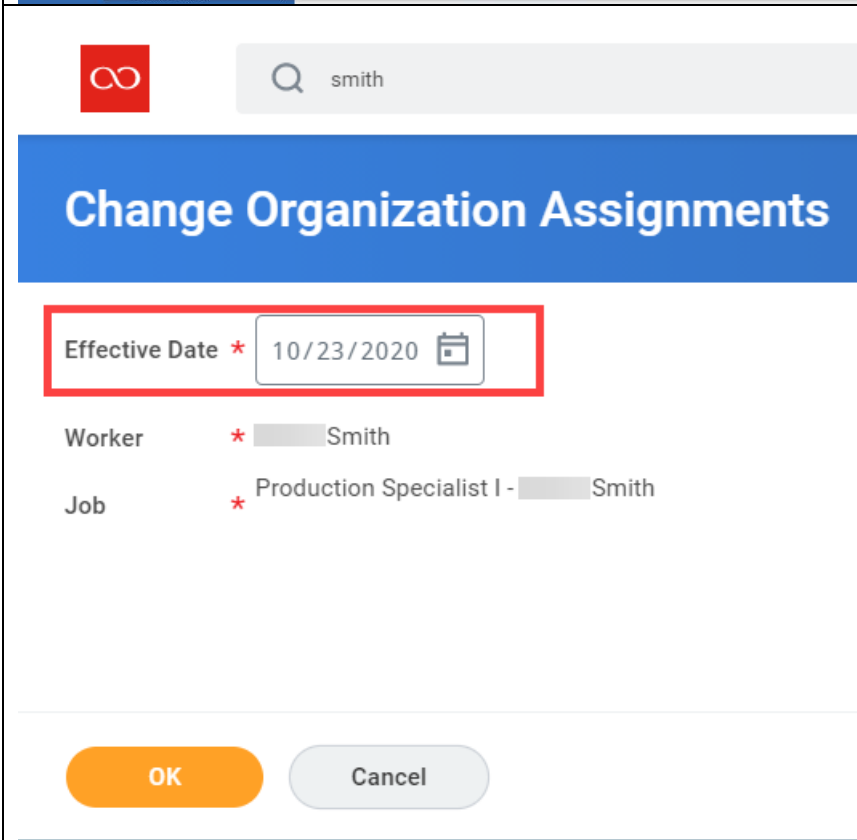 smith
Change Organization Assignments
Effective Date * 10/23/2020
Worker * Smith
Job * Production Specialist I - Smith
OK Cancel